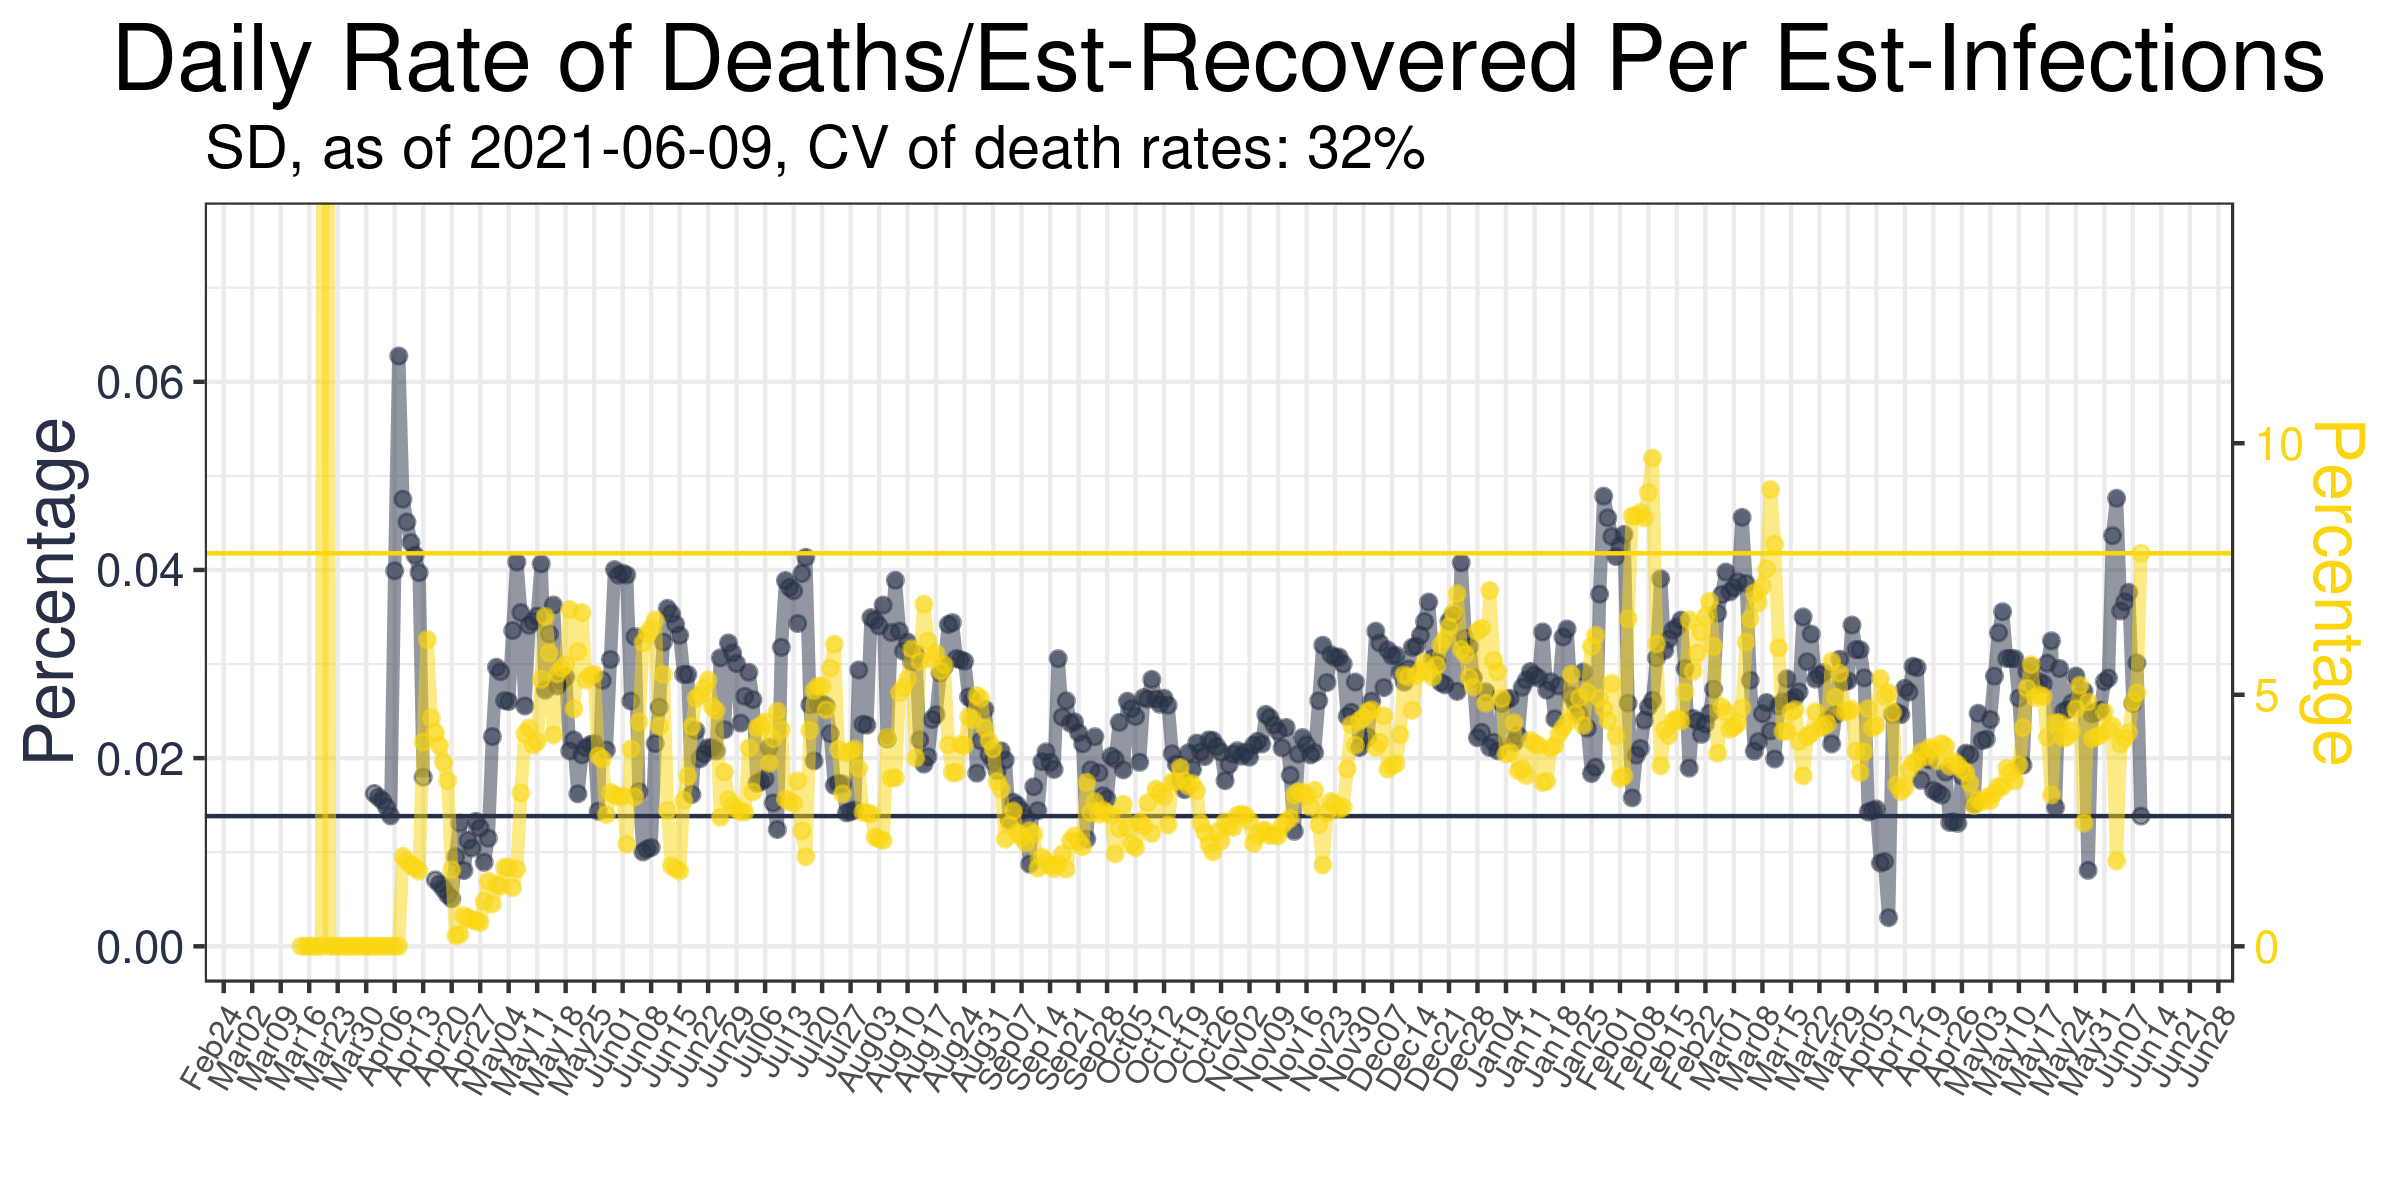 Daily Rate of Deaths/Est-Recovered Per Est-Infections
SD, as of 2021-06-09, CV of death rates: 32%
Percentage
0.06
0.04
0.02
0.00
10
5
0
Percentage
Feb24
Mar02
Mar09
Mar16
Mar23
Mar30
Apr06
Apr13
Apr20
Apr27
May04
May11
May18
May25
Jun01
Jun08
Jun15
Jun22
Jun29
Jul06
Jul13
Jul20
Jul27
Aug03
Aug10
Aug17
Aug24
Aug31
Sep07
Sep14
Sep21
Sep28
Oct05
Oct12
Oct19
Oct26
Nov02
Nov09
Nov16
Nov23
Nov30
Dec07
Dec14
Dec21
Dec28
Jan04
Jan11
Jan18
Jan25
Feb01
Feb08
Feb15
Feb22
Mar01
Mar08
Mar15
Mar22
Mar29
Apr05
Apr12
Apr19
Apr26
May03
May10
May17
May24
May31
Jun07
Jun14
Jun21
Jun28